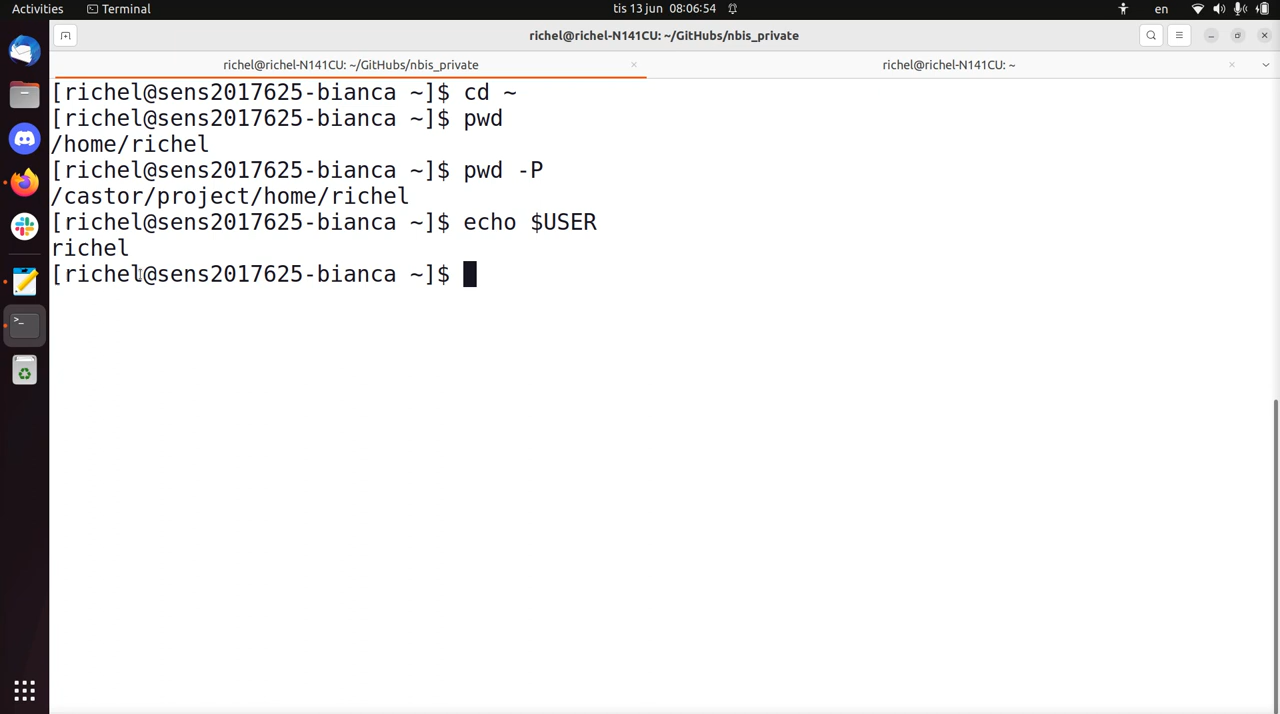 Activities Terminal tis 13 jun 08:06:54 en
richel@richel-N141CU: ~/GitHubs/nbis_private
richel@richel-N141CU: ~/GitHubs/nbis_private richel@richel-N141CU: ~
[richel@sens2017625-bianca ~]$ cd ~
[richel@sens2017625-bianca ~]$ pwd
/home/richel
[richel@sens2017625-bianca ~]$ pwd -P
/castor/project/home/richel
[richel@sens2017625-bianca ~]$ echo $USER
richel
[richel@sens2017625-bianca ~]$